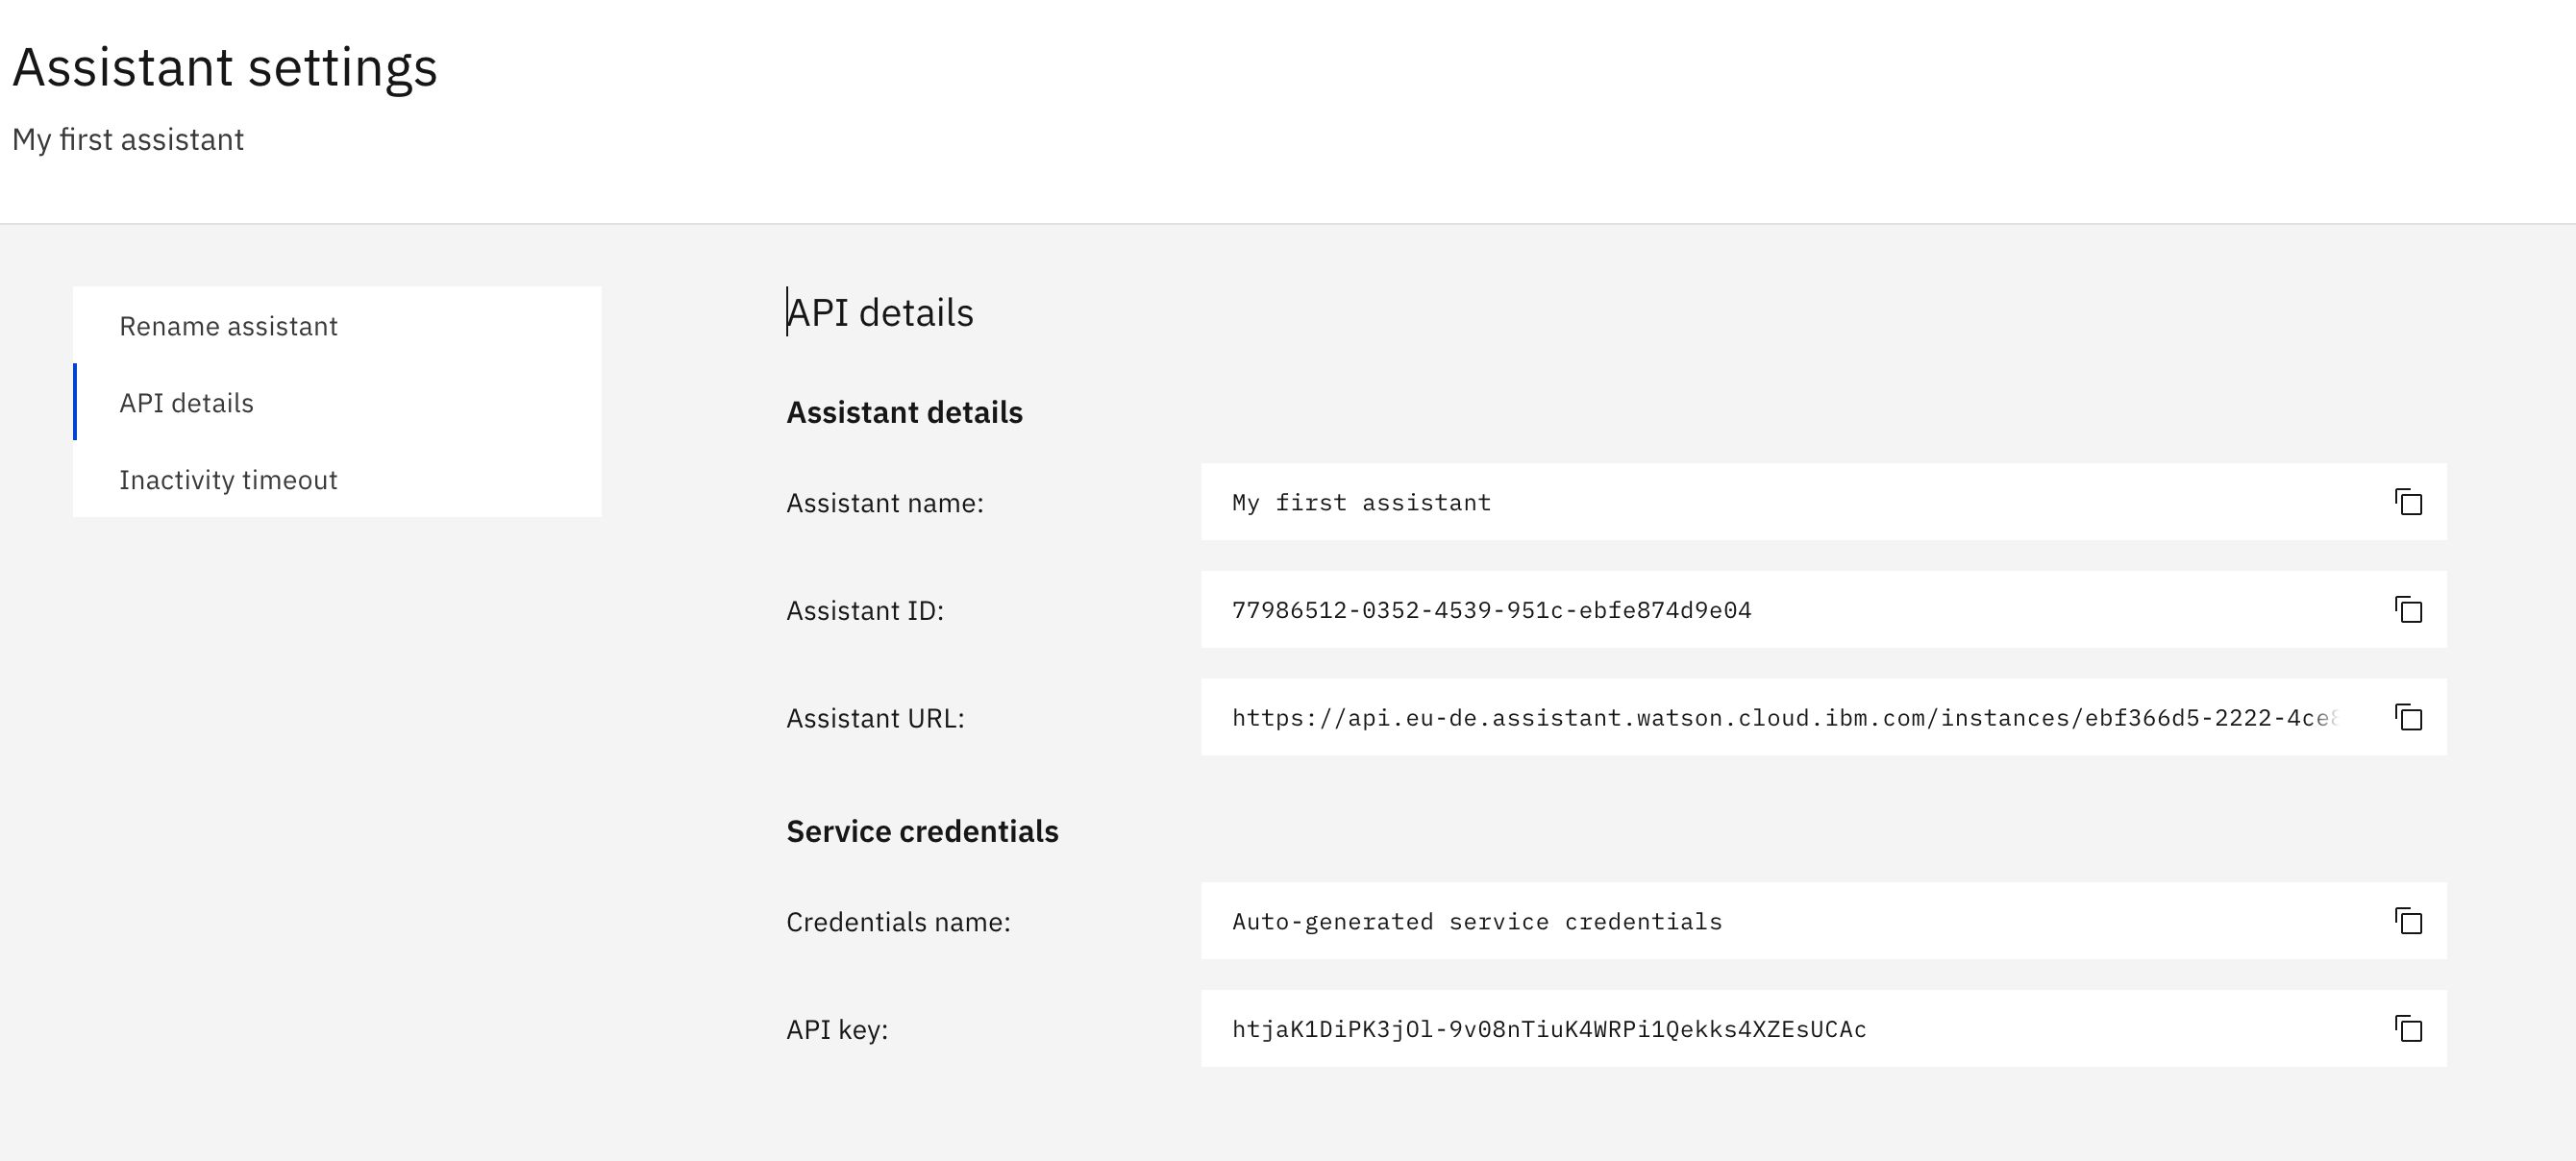 Assistant settings
My first assistant
Rename assistant
API details
Inactivity timeout
API details
Assistant details
Assistant name:
My first assistant
Assistant ID:
77986512-0352-4539-951c-ebfe874d9e04
Assistant URL:
https://api.eu-de.assistant.watson.cloud.ibm.com/instances/ebf366d5-2222-4ce8
Service credentials
Credentials name:
Auto-generated service credentials
API key:
htjaK1DiPK3jOl-9v08nTiuK4WRPi1Qekks4XZEsUCAc